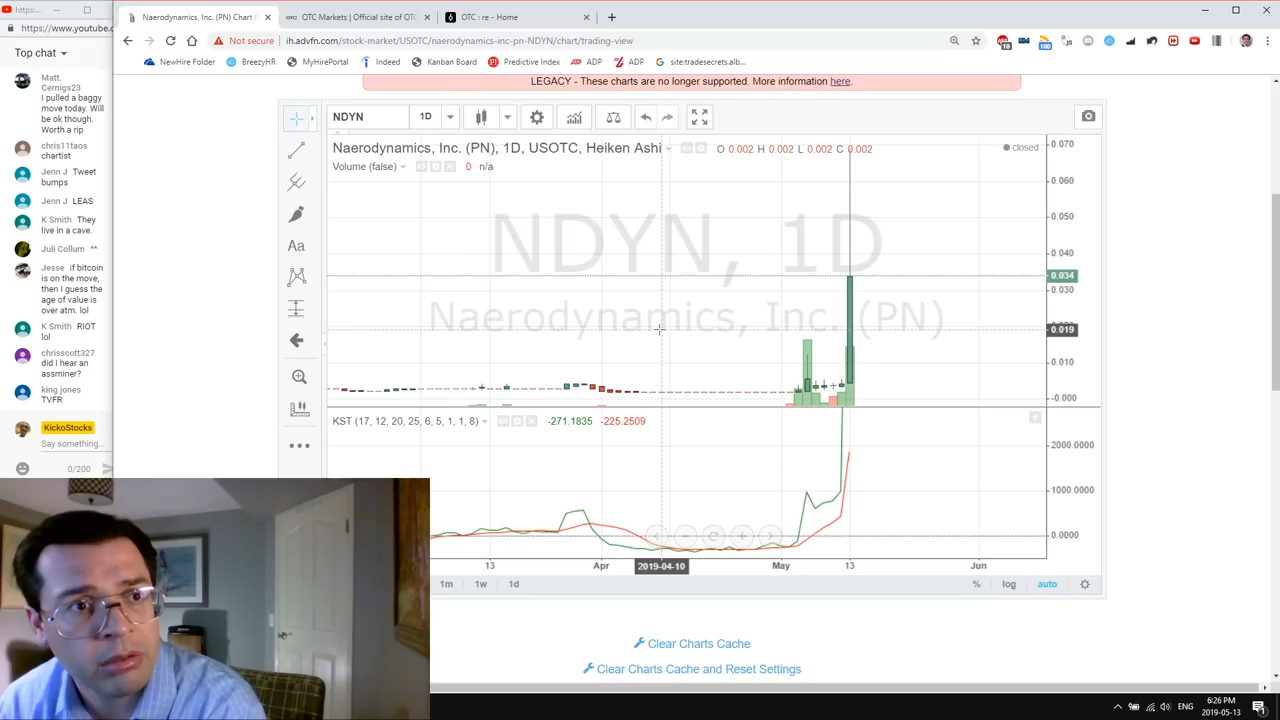 https:
Naerodynamics, Inc. (PN) Chart
OTC Markets | Official site of OTC
OTC : re - Home
https://www.youtube.c
Not secure
ih.advfn.com/stock-market/USOTC/naerodynamics-inc-pn-NDYN/chart/trading-view
NewHire Folder
BreezyHR
MyHirePortal
Indeed
Kanban Board
Predictive Index
ADP
ADP
site:tradesecrets.alb...
Top chat
Matt.
Cernigs23
I pulled a baggy
move today. Will
be ok though.
Worth a rip
chris11taos
chartist
Jenn J Tweet
bumps
Jenn J LEAS
K Smith They
live in a cave.
Juli Collum ^^
Jesse if bitcoin
is on the move,
then I guess the
age of value is
over atm. lol
K Smith RIOT
lol
chrisscott327
did I hear an
assminer?
king jones
TVFR
KickoStocks
Say something...
0/200
LEGACY - These charts are no longer supported. More information here.
NDYN
1D
Naerodynamics, Inc. (PN), 1D, USOTC, Heiken Ashi
O 0.002 H 0.002 L 0.002 C 0.002
closed
Volume (false)
0 n/a
NDYN, 1D
Naerodynamics, Inc. (PN)
Aa
0.070
0.060
0.050
0.040
0.034
0.030
0.019
0.010
-0.000
KST (17, 12, 20, 25, 6, 5, 1, 1, 8)
-271.1835 -225.2509
2000.0000
1000.0000
0.0000
13
Apr
2019-04-10
May
13
Jun
1m
1w
1d
%
log
auto
Clear Charts Cache
Clear Charts Cache and Reset Settings
ENG
6:26 PM
2019-05-13